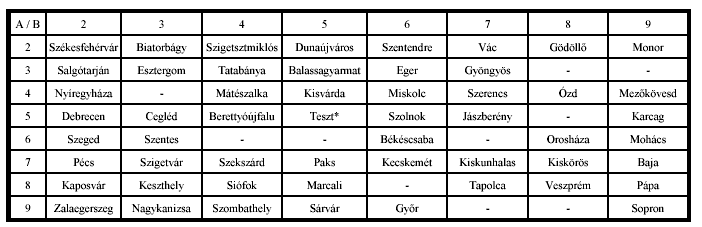 A / B 2 3 4 5 6 7 8 9
2 Székesfehérvár Biatorbágy Szigetsztmiklós Dunaújváros Szentendre Vác Gödöllő Monor
3 Salgótarján Esztergom Tatabánya Balassagyarmat Eger Gyöngyös - -
4 Nyíregyháza - Mátészalka Kisvárda Miskolc Szerencs Ózd Mezőkövesd
5 Debrecen Cegléd Berettyóújfalu Teszt* Szolnok Jászberény - Karcag
6 Szeged Szentes - - Békéscsaba - Orosháza Mohács
7 Pécs Szigetvár Szekszárd Paks Kecskemét Kiskunhalas Kiskörös Baja
8 Kaposvár Keszthely Siófok Marcali - Tapolca Veszprém Pápa
9 Zalaegerszeg Nagykanizsa Szombathely Sárvár Győr - - Sopron